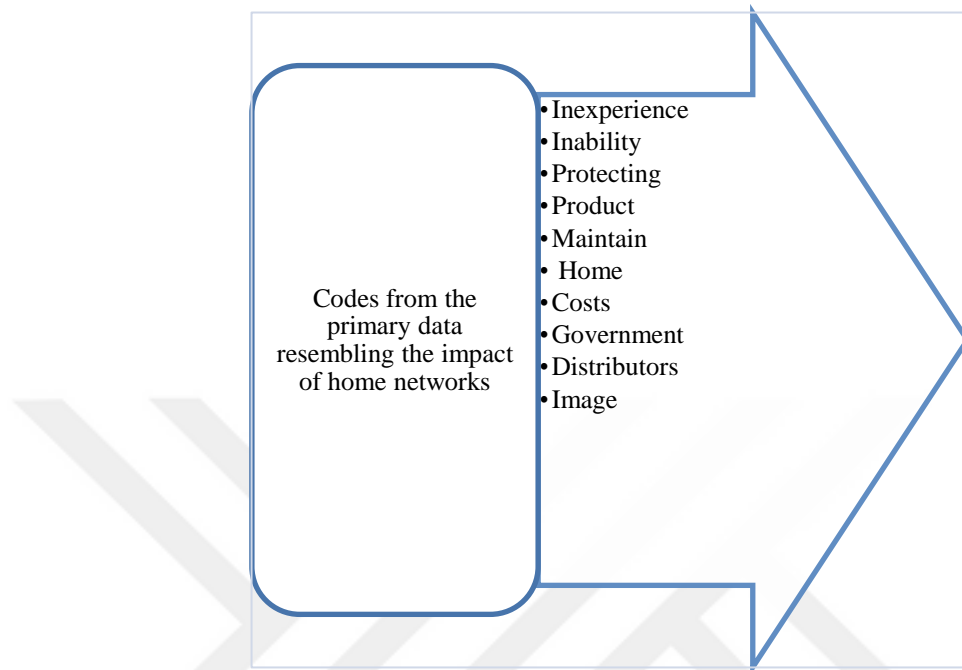 Codes from the
primary data
resembling the impact
of home networks
•Inexperience
•Inability
•Protecting
•Product
•Maintain
• Home
•Costs
•Government
•Distributors
•Image